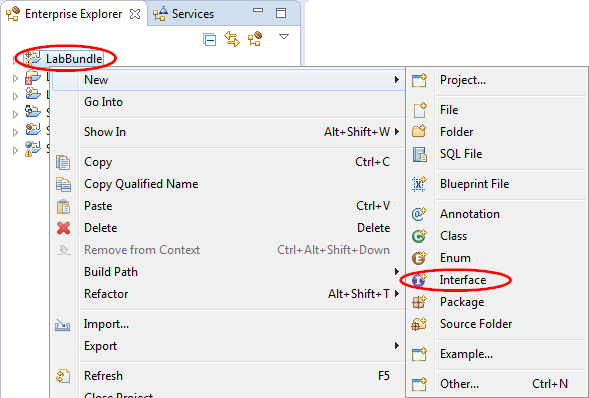 Enterprise Explorer
Services
LabBundle
L
L
S
S
S
New
Go Into
Show In Alt+Shift+W
Copy Ctrl+C
Copy Qualified Name
Paste Ctrl+V
Delete Delete
Remove from Context Ctrl+Alt+Shift+Down
Build Path
Refactor Alt+Shift+T
Import...
Export
Refresh F5
Close Project
Project...
File
Folder
SQL File
Blueprint File
Annotation
Class
Enum
Interface
Package
Source Folder
Example...
Other... Ctrl+N